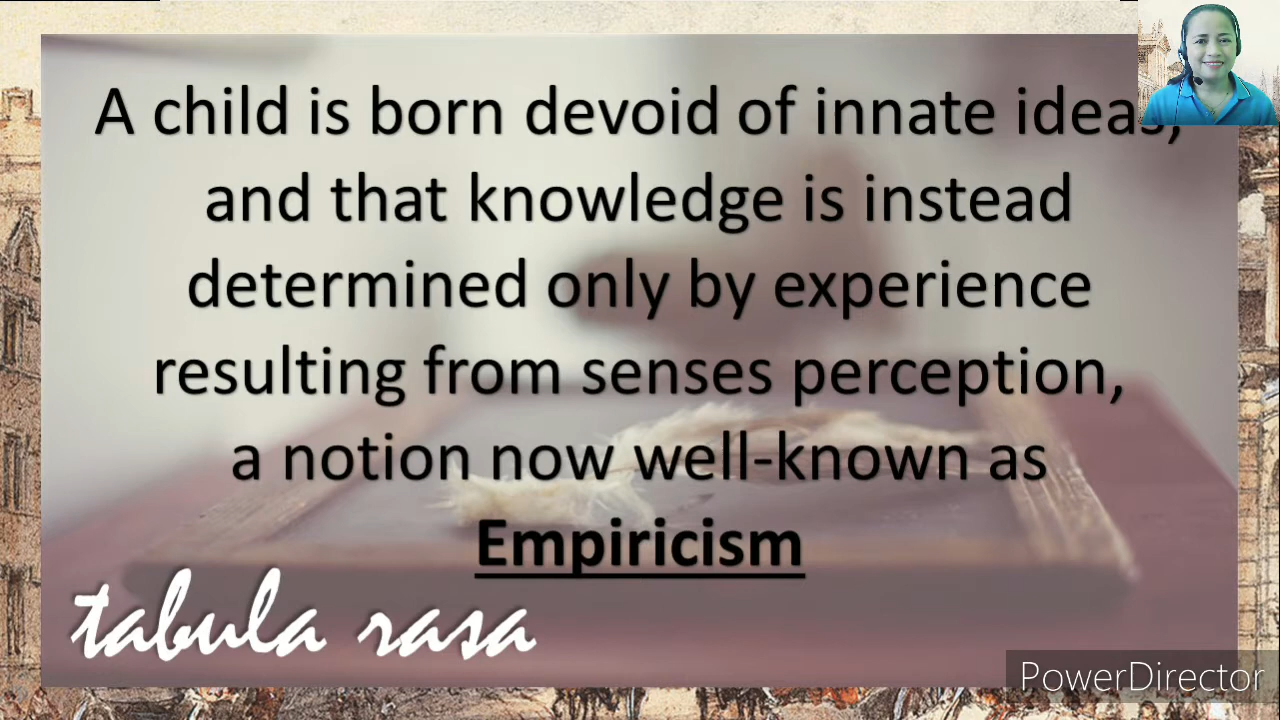 A child is born devoid of innate ideas,
and that knowledge is instead
determined only by experience
resulting from senses perception,
a notion now well-known as
Empiricism
tabula rasa
PowerDirector